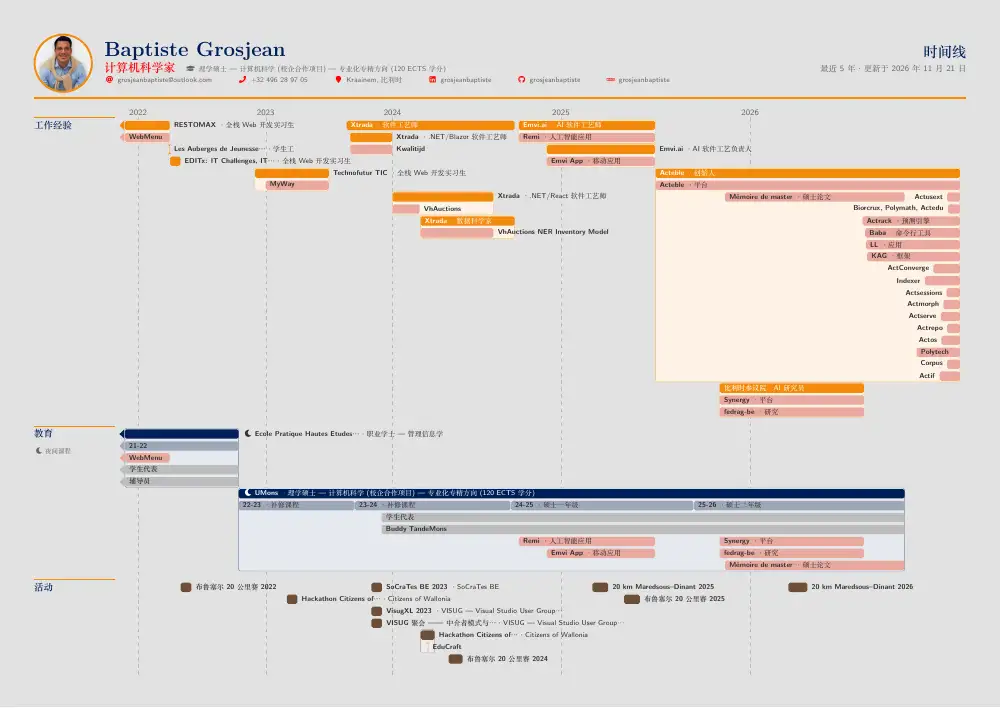 Baptiste Grosjean
时间线
计算机科学家 理学硕士 — 计算机科学 (校企合作项目) — 专业化专精方向 (120 ECTS 学分)
最近 5 年 · 更新于 2026 年 11 月 21 日
grosjeanbaptiste@outlook.com +32 496 28 97 05 Kraainem, 比利时 grosjeanbaptiste grosjeanbaptiste grosjeanbaptiste
2022 2023 2024 2025 2026
工作经验
RESTOMAX · 全栈 Web 开发实习生
Xtrada · 软件工艺师
Emvi.ai · AI 软件工艺师
WebMenu
Xtrada · .NET/Blazor 软件工艺师
Remi · 人工智能应用
Les Auberges de Jeunesse··· · 学生工
Kwalitijd
Emvi.ai · AI 软件工艺负责人
EDITx: IT Challenges, IT··· · 全栈 Web 开发实习生
Emvi App · 移动应用
Technofutur TIC · 全栈 Web 开发实习生
Acteble · 创始人
MyWay
Acteble · 平台
Xtrada · .NET/React 软件工艺师
Mémoire de master · 硕士论文
Actusext
VhAuctions
Biorcrux, Polymath, Actedu
Xtrada · 数据科学家
Actrack · 预测引擎
VhAuctions NER Inventory Model
Baba · 命令行工具
LL · 应用
KAG · 框架
ActConverge
Indexer
Actsessions
Actmorph
Actserve
Actrepo
Actos
Polytech
Corpus
Actif
比利时参议院 · AI 研究员
Synergy · 平台
fedrag-be · 研究
教育
Ecole Pratique Hautes Etudes··· · 职业学士 — 管理信息学
夜间课程
21-22
WebMenu
学生代表
辅导员
UMons · 理学硕士 — 计算机科学 (校企合作项目) — 专业化专精方向 (120 ECTS 学分)
22-23 · 补修课程 23-24 · 补修课程 24-25 · 硕士一年级 25-26 · 硕士二年级
学生代表
Buddy TandeMons
Remi · 人工智能应用
Synergy · 平台
Emvi App · 移动应用
fedrag-be · 研究
Mémoire de master··· · 硕士论文
活动
布鲁塞尔 20 公里赛 2022
SoCraTes BE 2023 · SoCraTes BE
20 km Maredsous–Dinant 2025
20 km Maredsous–Dinant 2026
Hackathon Citizens of··· · Citizens of Wallonia
布鲁塞尔 20 公里赛 2025
VisugXL 2023 · VISUG — Visual Studio User Group···
VISUG 聚会 —— 中介者模式与··· · VISUG — Visual Studio User Group···
Hackathon Citizens of··· · Citizens of Wallonia
EduCraft
布鲁塞尔 20 公里赛 2024